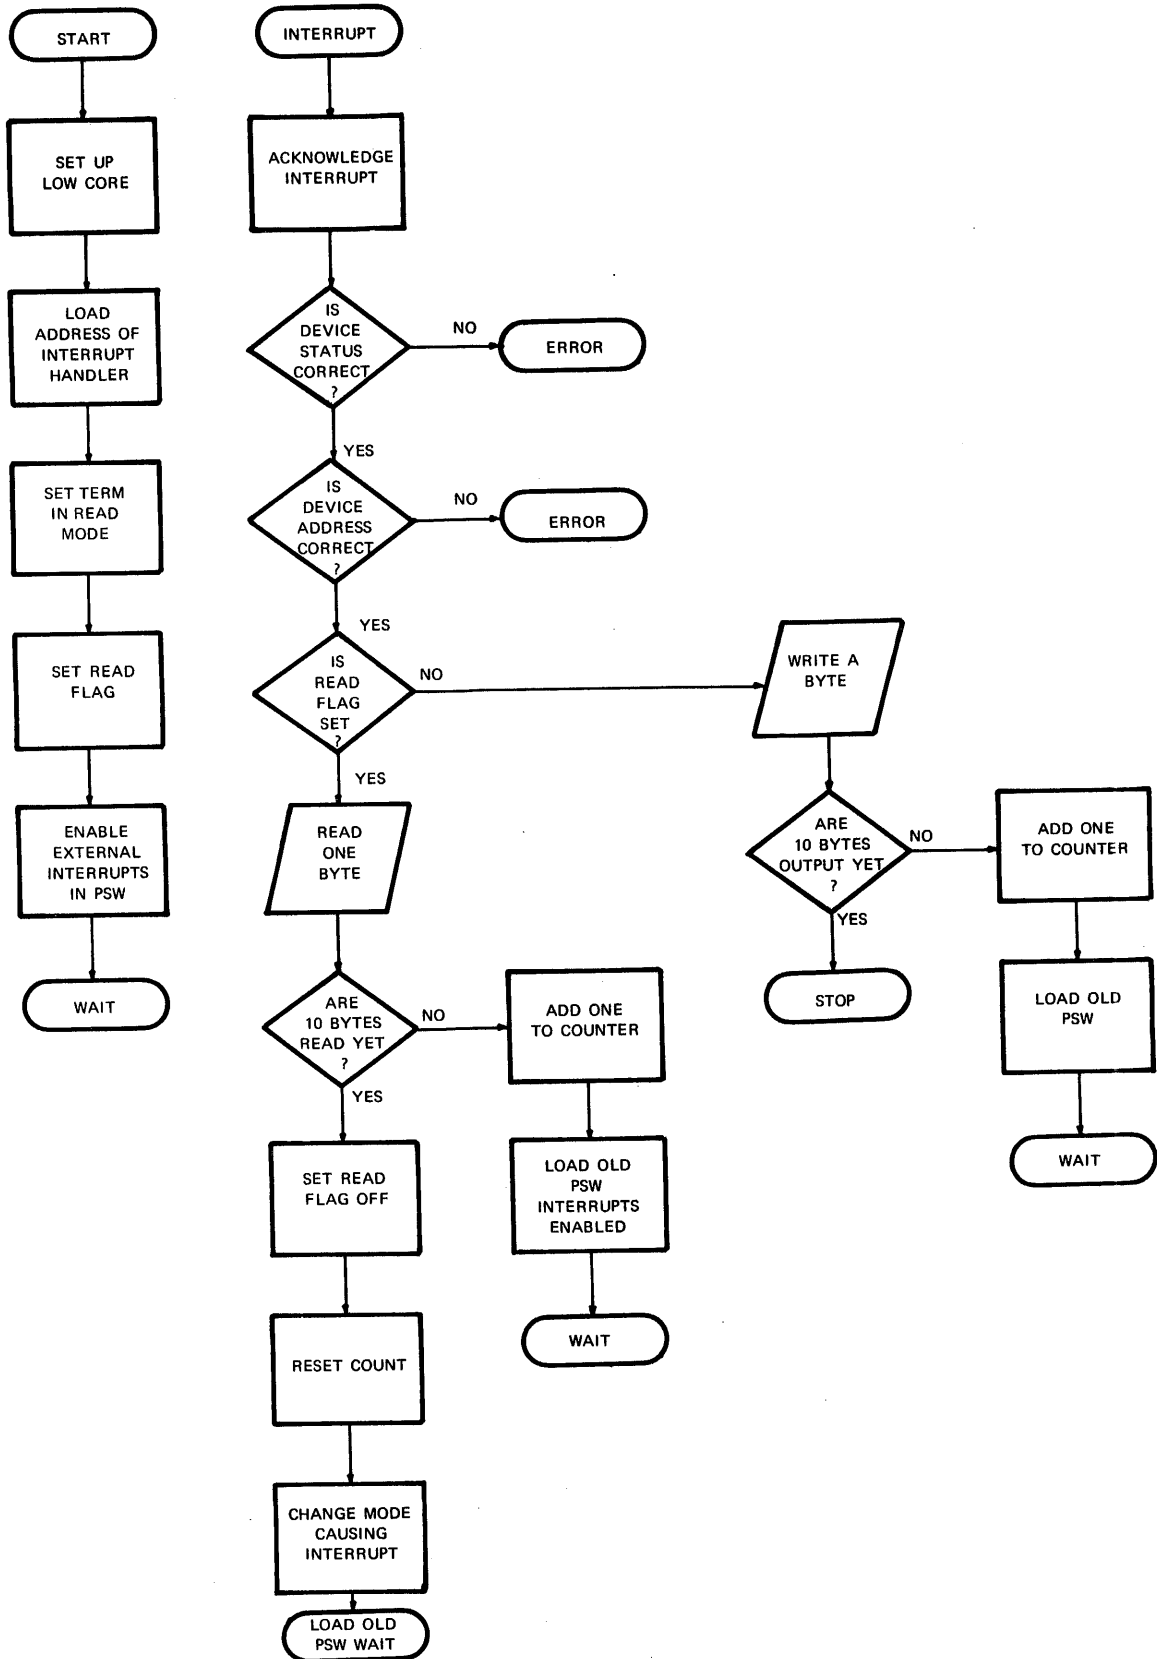 START
SET UP
LOW CORE
LOAD
ADDRESS OF
INTERRUPT
HANDLER
SET TERM
IN READ
MODE
SET READ
FLAG
ENABLE
EXTERNAL
INTERRUPTS
IN PSW
WAIT
INTERRUPT
ACKNOWLEDGE
INTERRUPT
IS
DEVICE
STATUS
CORRECT
?
NO
ERROR
YES
IS
DEVICE
ADDRESS
CORRECT
?
NO
ERROR
YES
IS
READ
FLAG
SET
?
NO
YES
READ
ONE
BYTE
ARE
10 BYTES
READ YET
?
NO
YES
SET READ
FLAG OFF
RESET COUNT
CHANGE MODE
CAUSING
INTERRUPT
LOAD OLD
PSW WAIT
ADD ONE
TO COUNTER
LOAD OLD
PSW
INTERRUPTS
ENABLED
WAIT
WRITE A
BYTE
ARE
10 BYTES
OUTPUT YET
?
NO
YES
STOP
ADD ONE
TO COUNTER
LOAD OLD
PSW
WAIT